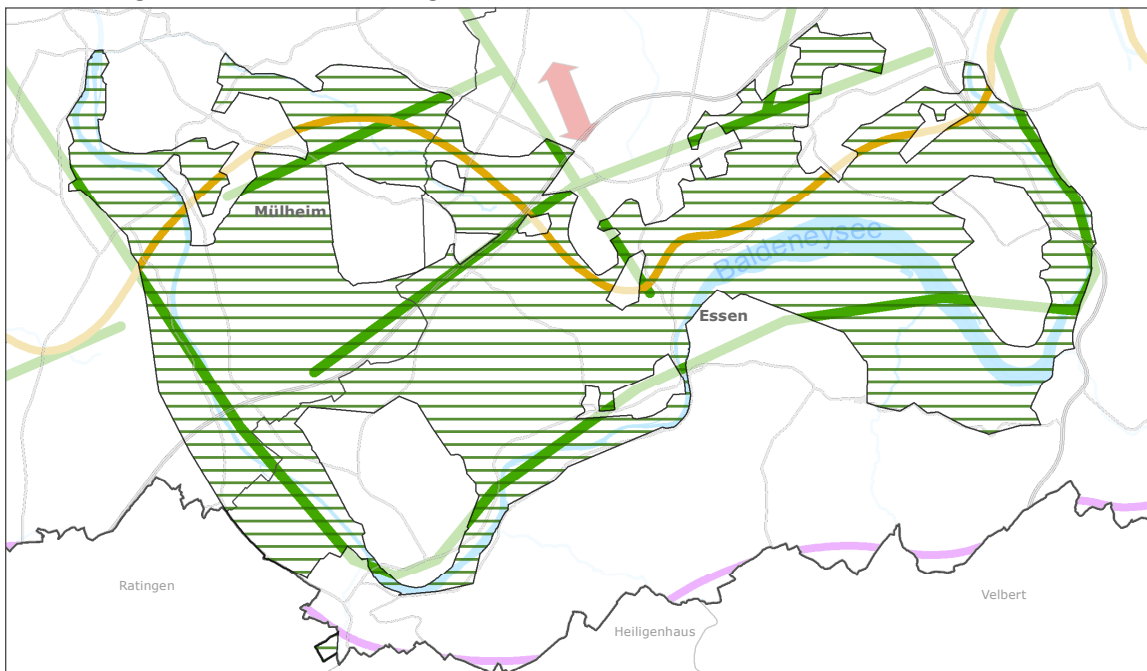 Mülheim
Baldeneysee
Essen
Ratingen
Velbert
Heiligenhaus